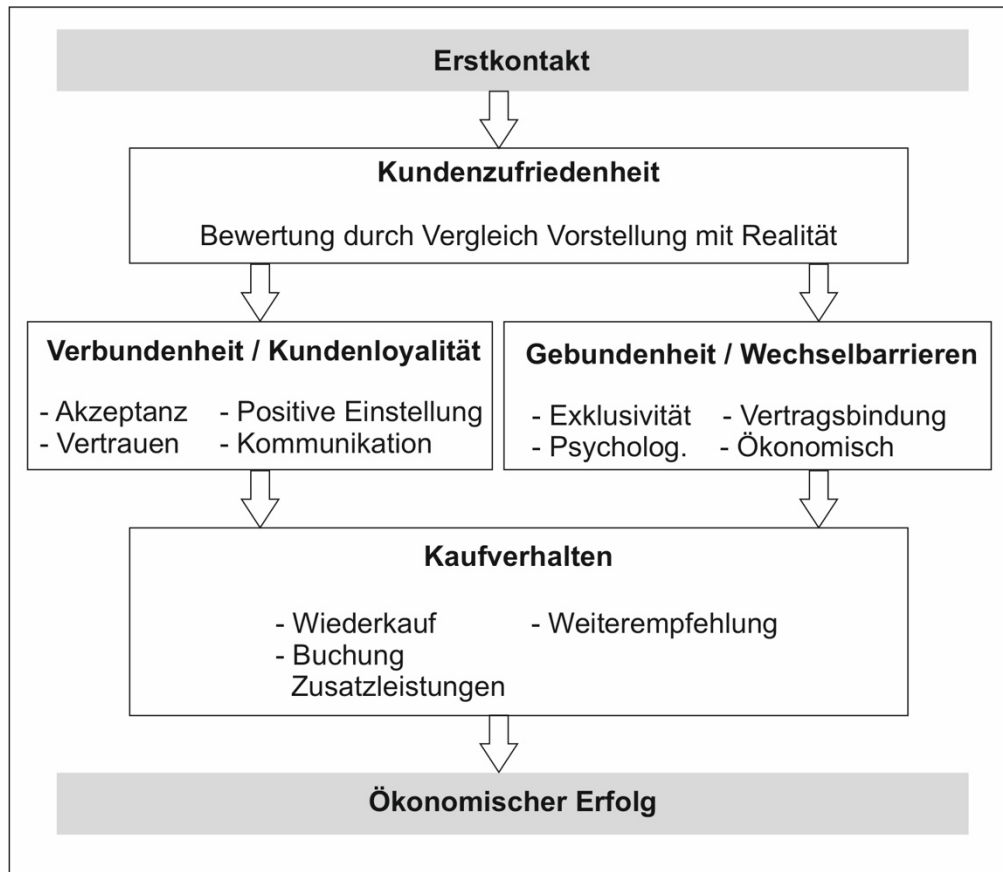 Erstkontakt
Kundenzufriedenheit
Bewertung durch Vergleich Vorstellung mit Realität
Verbundenheit / Kundenloyalität
- Akzeptanz - Positive Einstellung
- Vertrauen - Kommunikation
Gebundenheit / Wechselbarrieren
- Exklusivität - Vertragsbindung
- Psycholog. - Ökonomisch
Kaufverhalten
- Wiederkauf - Weiterempfehlung
- Buchung
Zusatzleistungen
Ökonomischer Erfolg